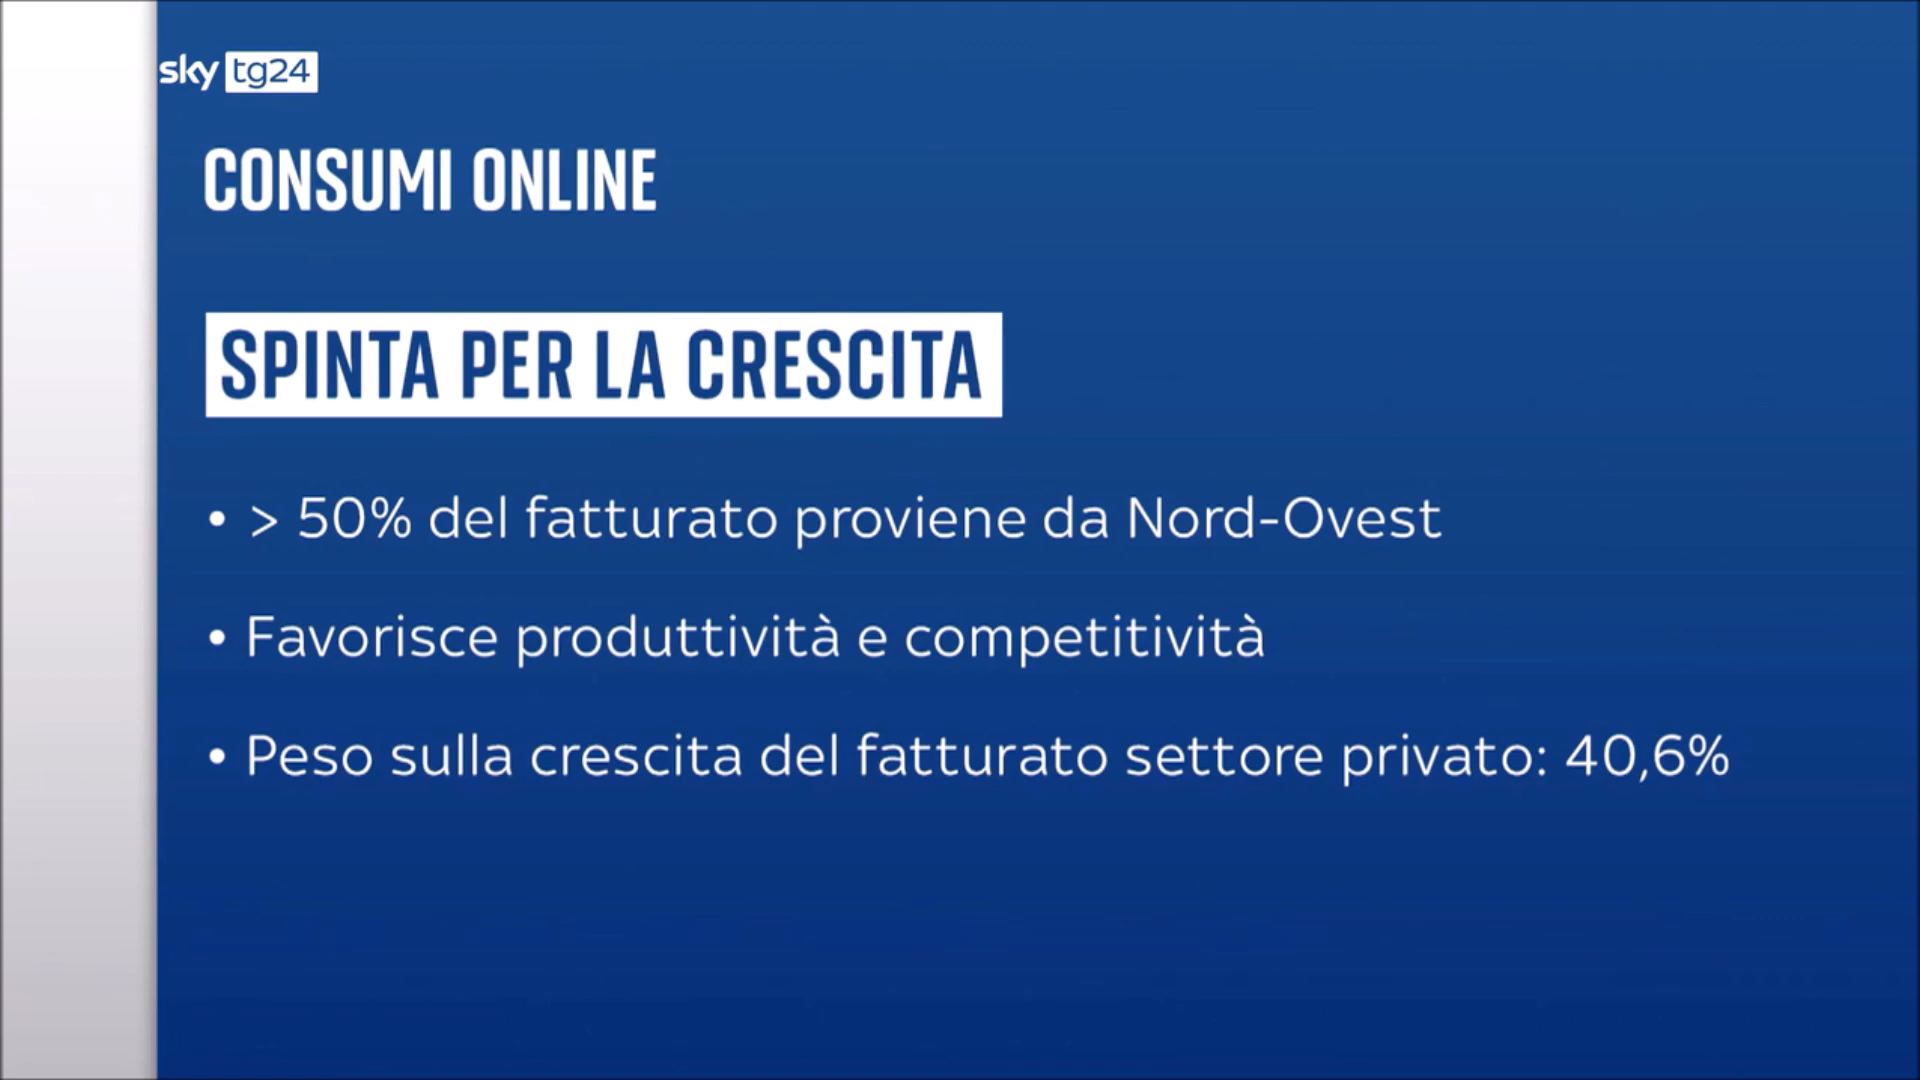 sky tg24
CONSUMI ONLINE
SPINTA PER LA CRESCITA
• > 50% del fatturato proviene da Nord-Ovest
• Favorisce produttività e competitività
• Peso sulla crescita del fatturato settore privato: 40,6%